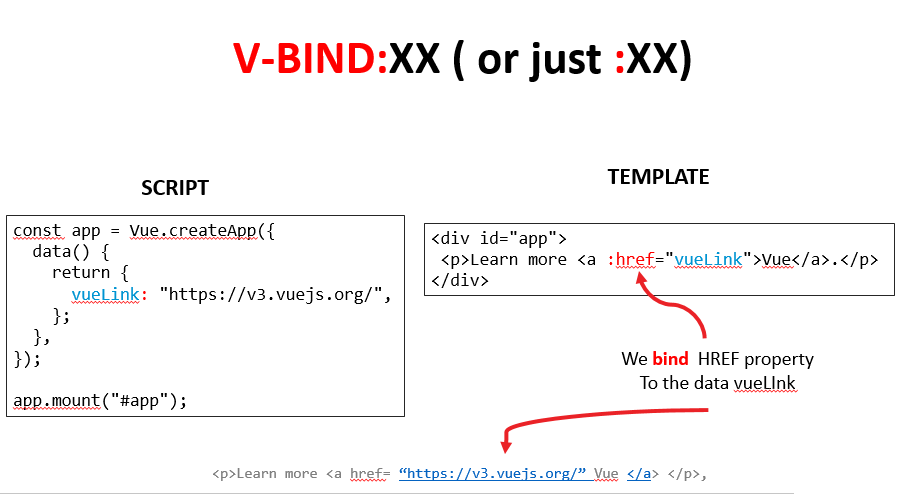 V-BIND:XX ( or just :XX)
SCRIPT
const app = Vue.createApp({
data() {
return {
vueLink: "https://v3.vuejs.org/",
};
},
});
app.mount("#app");
TEMPLATE
<div id="app">
<p>Learn more <a :href="vueLink">Vue</a>.</p>
</div>
We bind HREF property
To the data vueLInk
<p>Learn more <a href= “https://v3.vuejs.org/” Vue </a> </p>,